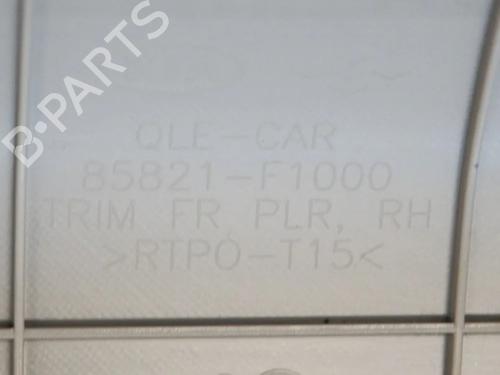 B-PARTS
QLE-CAR
85821-F1000
TRIM FR PLR, RH
>RTPO-T15<